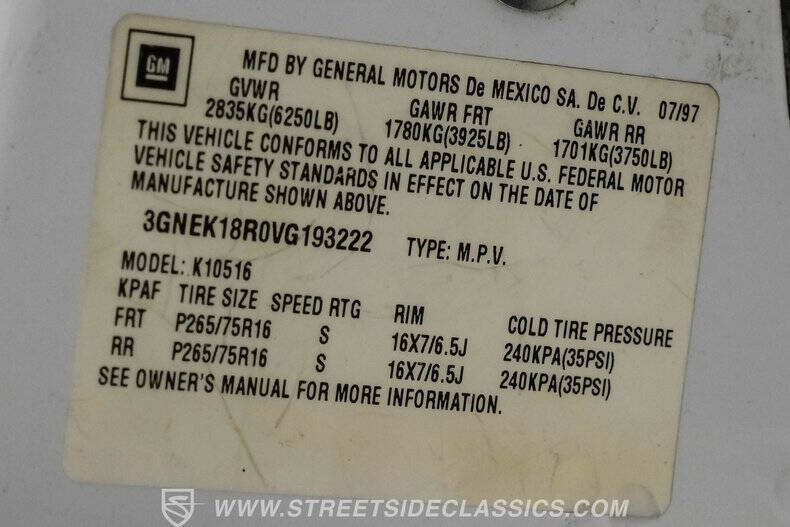 GM
MFD BY GENERAL MOTORS De MEXICO SA. De C.V. 07/97
GVWR GAWR FRT GAWR RR
2835KG(6250LB) 1780KG(3925LB) 1701KG(3750LB)
THIS VEHICLE CONFORMS TO ALL APPLICABLE U.S. FEDERAL MOTOR
VEHICLE SAFETY STANDARDS IN EFFECT ON THE DATE OF
MANUFACTURE SHOWN ABOVE.
3GNEK18R0VG193222 TYPE: M.P.V.
MODEL: K10516
KPAF TIRE SIZE SPEED RTG RIM COLD TIRE PRESSURE
FRT P265/75R16 S 16X7/6.5J 240KPA(35PSI)
RR P265/75R16 S 16X7/6.5J 240KPA(35PSI)
SEE OWNER'S MANUAL FOR MORE INFORMATION.
WWW.STREETSIDECLASSICS.COM